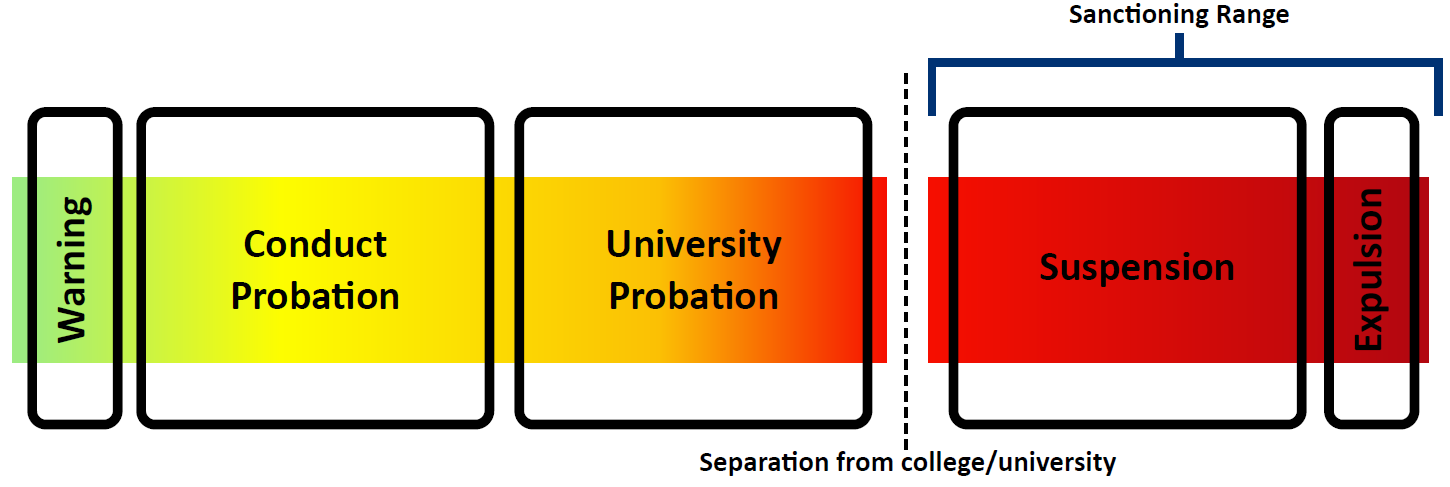 Sanctioning Range
Warning
Conduct
Probation
University
Probation
Suspension
Expulsion
Separation from college/university